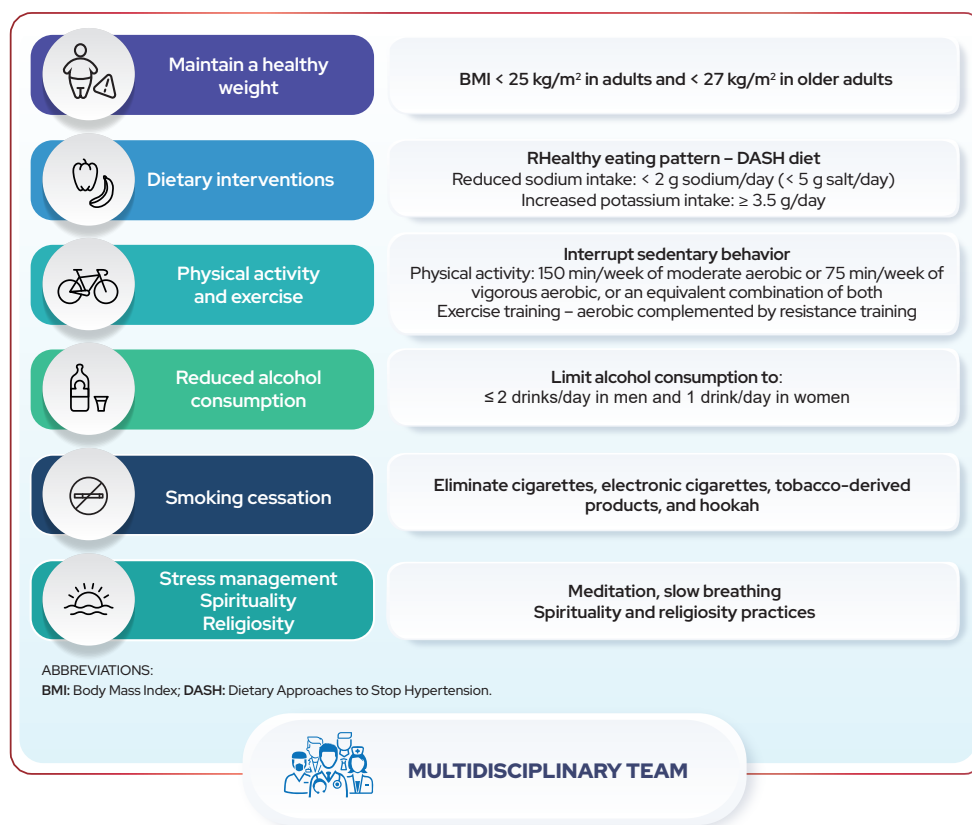 Maintain a healthy
weight
BMI < 25 kg/m² in adults and < 27 kg/m² in older adults
Dietary interventions
RHealthy eating pattern – DASH diet
Reduced sodium intake: < 2 g sodium/day (< 5 g salt/day)
Increased potassium intake: ≥ 3.5 g/day
Physical activity
and exercise
Interrupt sedentary behavior
Physical activity: 150 min/week of moderate aerobic or 75 min/week of
vigorous aerobic, or an equivalent combination of both
Exercise training – aerobic complemented by resistance training
Reduced alcohol
consumption
Limit alcohol consumption to:
≤ 2 drinks/day in men and 1 drink/day in women
Smoking cessation
Eliminate cigarettes, electronic cigarettes, tobacco-derived
products, and hookah
Stress management
Spirituality
Religiosity
Meditation, slow breathing
Spirituality and religiosity practices
ABBREVIATIONS:
BMI: Body Mass Index; DASH: Dietary Approaches to Stop Hypertension.
MULTIDISCIPLINARY TEAM